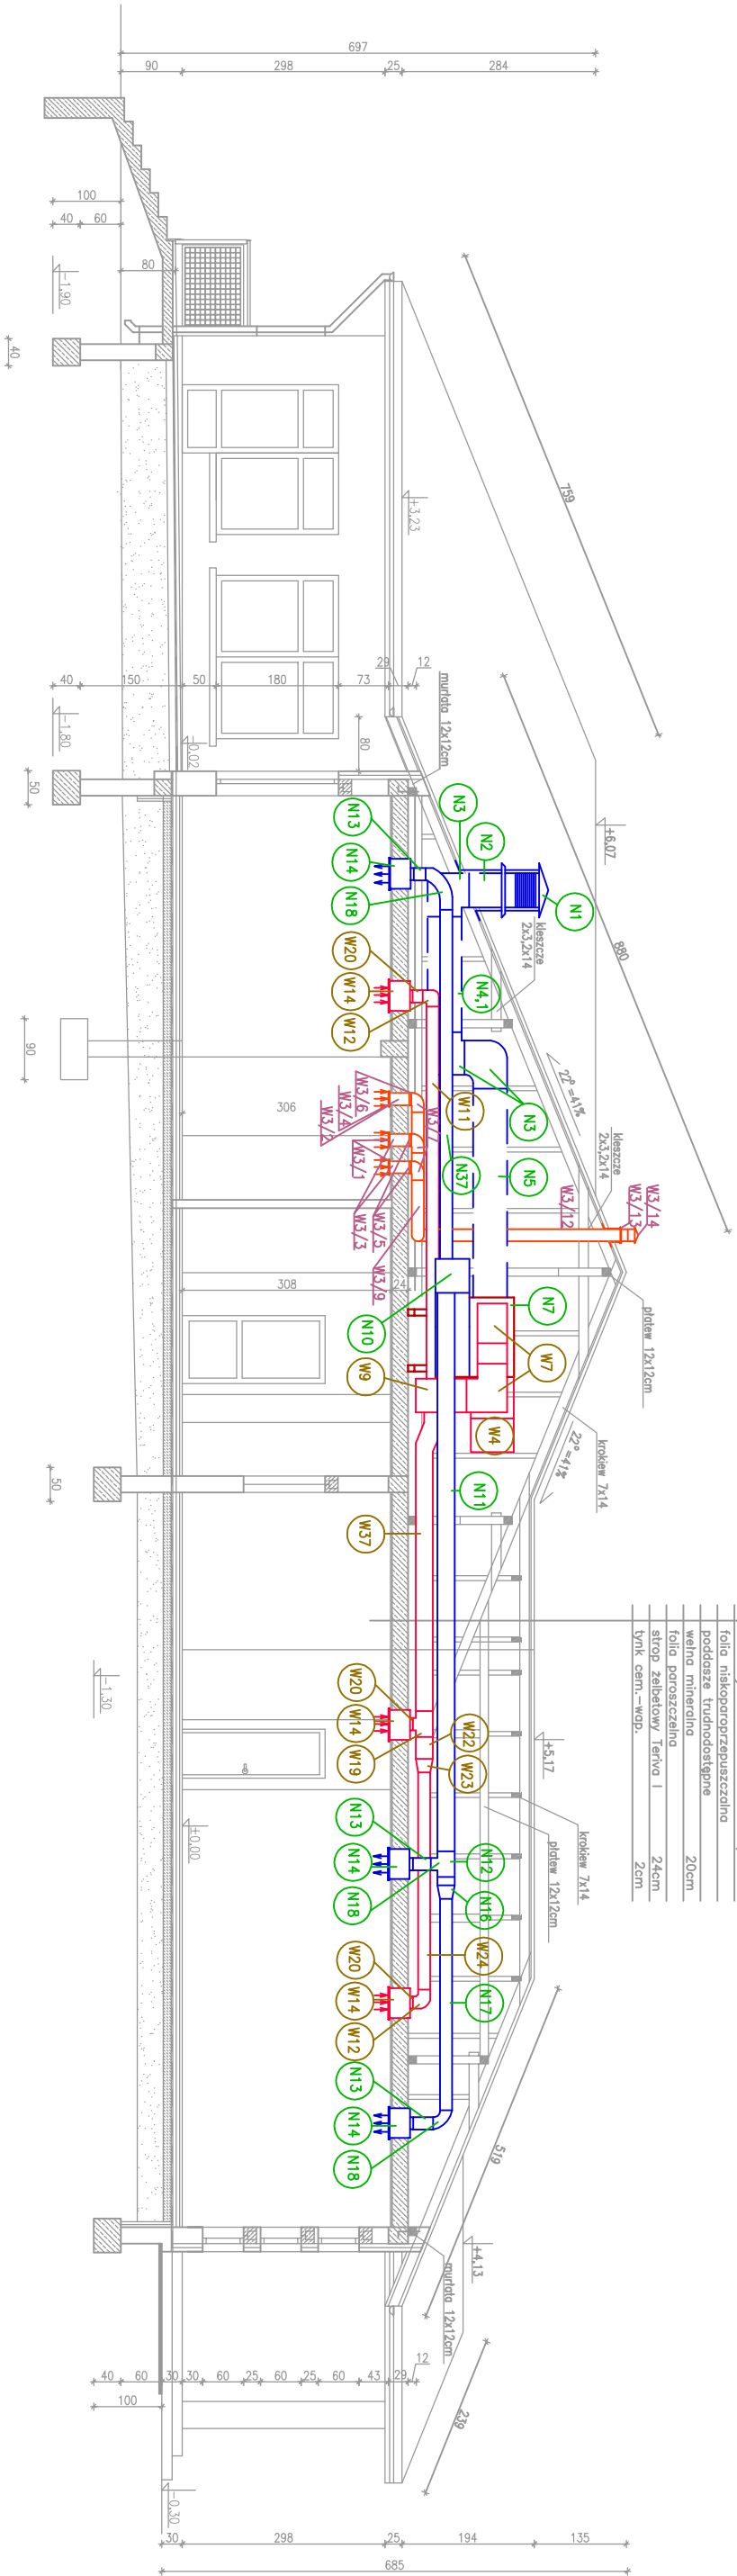 697
90
298
25
284
100
40
60
80
-1,90
40
759
+3,23
29
12
murłata 12x12cm
40
150
50
180
73
80
-1,80
-0,02
50
+6,07
880
N3
N2
N1
N13
N14
N18
kleszcze
2x3,2x14
W20
W14
W12
N4,1
90
22° =41%
306
W3/6
W3/4
W3/2
W11
N3
kleszcze
2x3,2x14
W3/1
W3/5
W3/3
W3/9
N37
N5
W3/12
W3/14
W3/13
308
24
N10
N7
płatew 12x12cm
W9
W7
W4
krokiew 7x14
22° =41%
50
N11
W37
folia niskoparoprzepuszczalna
poddasze trudnodostępne
wełna mineralna 20cm
folia paroszczelna
strop żelbetowy Teriva I 24cm
tynk cem.-wap. 2cm
-1,30
W20
W14
W19
W22
W23
+5,17
±0,00
N13
N14
N18
N12
N16
krokiew 7x14
płatew 12x12cm
W20
W14
W12
W24
N17
N13
N14
N18
519
+4,13
murłata 12x12cm
40
60
30
30
60
25
60
25
60
43
29
12
100
239
-0,30
30
298
25
194
135
685